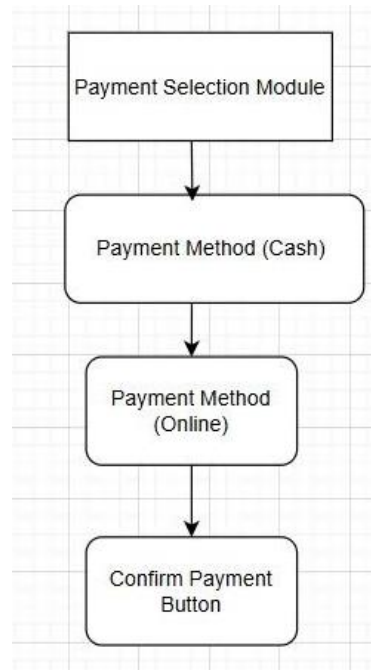 Payment Selection Module
Payment Method (Cash)
Payment Method
(Online)
Confirm Payment
Button